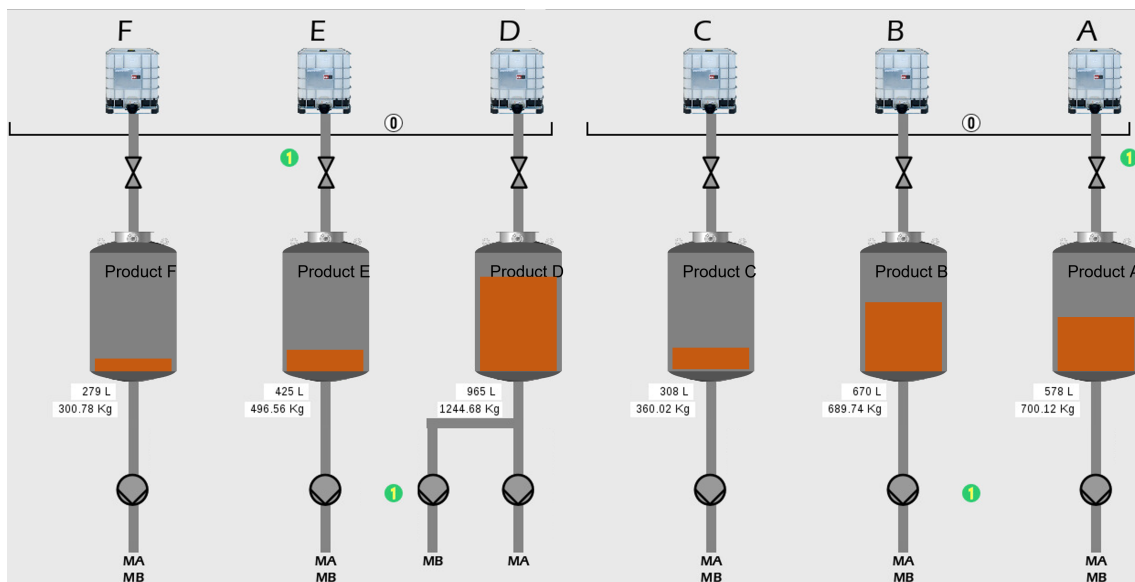 F E D C B A
0 0
1 1
Product F Product E Product D Product C Product B Product A
279 L 425 L 965 L 308 L 670 L 578 L
300.78 Kg 496.56 Kg 1244.68 Kg 360.02 Kg 689.74 Kg 700.12 Kg
1 1
MA MA MB MA MA MA MA
MB MB MB MB MB